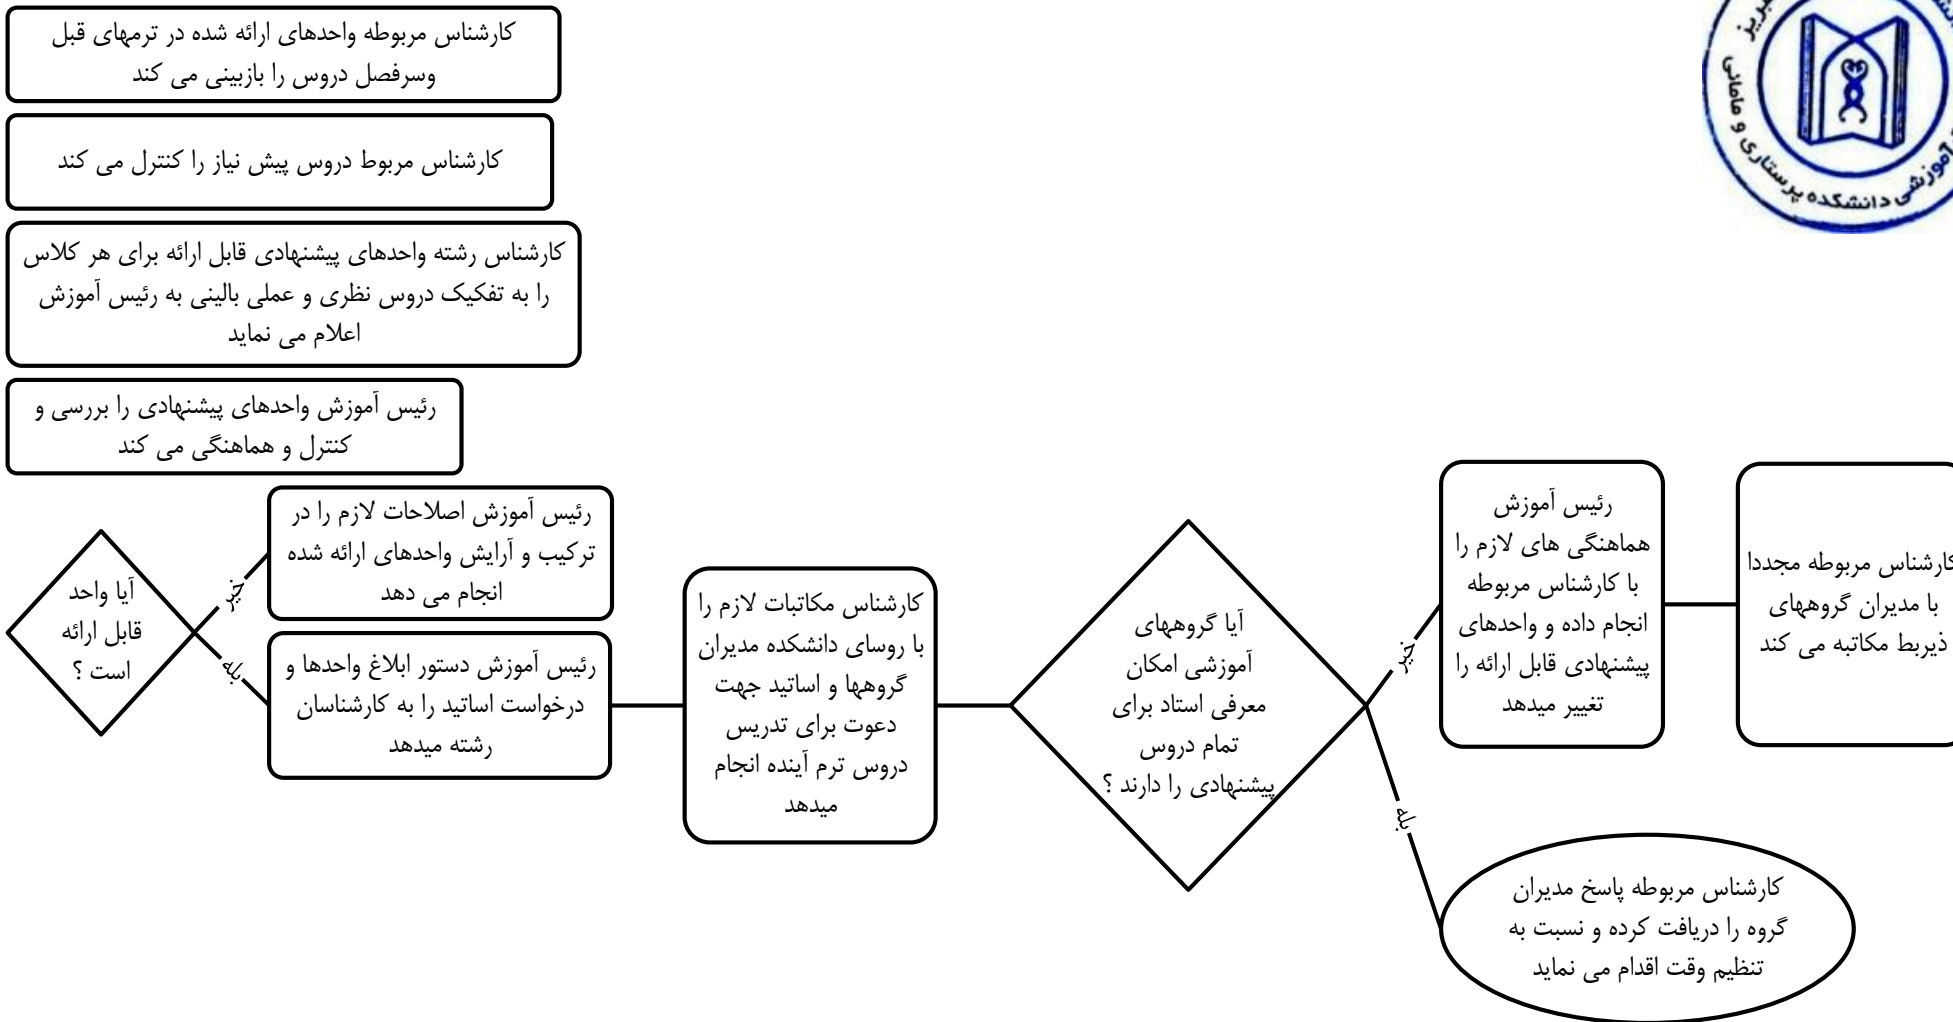 کارشناس مربوطه واحدهای ارائه شده در ترمهای قبل
وسرفصل دروس را بازبینی می کند
کارشناس مربوط دروس پیش نیاز را کنترل می کند
کارشناس رشته واحدهای پیشنهادی قابل ارائه برای هر کلاس
را به تفکیک دروس نظری و عملی بالینی به رئیس آموزش
اعلام می نماید
رئیس آموزش واحدهای پیشنهادی را بررسی و
کنترل و هماهنگی می کند
آیا واحد
قابل ارائه
است ؟
خیر
بله
رئیس آموزش اصلاحات لازم را در
ترکیب و آرایش واحدهای ارائه شده
انجام می دهد
رئیس آموزش دستور ابلاغ واحدها و
درخواست اساتید را به کارشناسان
رشته میدهد
کارشناس مکاتبات لازم را
با روسای دانشکده مدیران
گروهها و اساتید جهت
دعوت برای تدریس
دروس ترم آینده انجام
میدهد
آیا گروههای
آموزشی امکان
معرفی استاد برای
تمام دروس
پیشنهادی را دارند ؟
خیر
بله
رئیس آموزش
هماهنگی های لازم را
با کارشناس مربوطه
انجام داده و واحدهای
پیشنهادی قابل ارائه را
تغییر میدهد
کارشناس مربوطه مجددا
با مدیران گروههای
ذیربط مکاتبه می کند
کارشناس مربوطه پاسخ مدیران
گروه را دریافت کرده و نسبت به
تنظیم وقت اقدام می نماید
آموزشی دانشکده پرستاری و مامائی